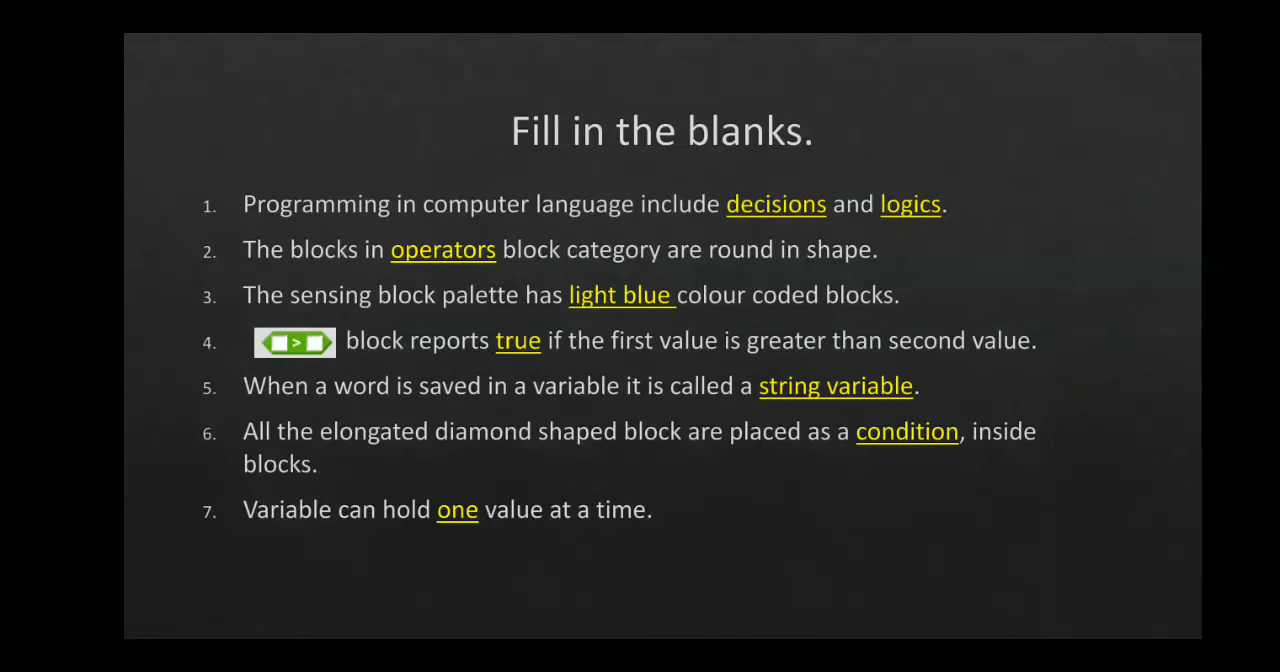 Fill in the blanks.
1. Programming in computer language include decisions and logics.
2. The blocks in operators block category are round in shape.
3. The sensing block palette has light blue colour coded blocks.
4. > block reports true if the first value is greater than second value.
5. When a word is saved in a variable it is called a string variable.
6. All the elongated diamond shaped block are placed as a condition, inside
blocks.
7. Variable can hold one value at a time.